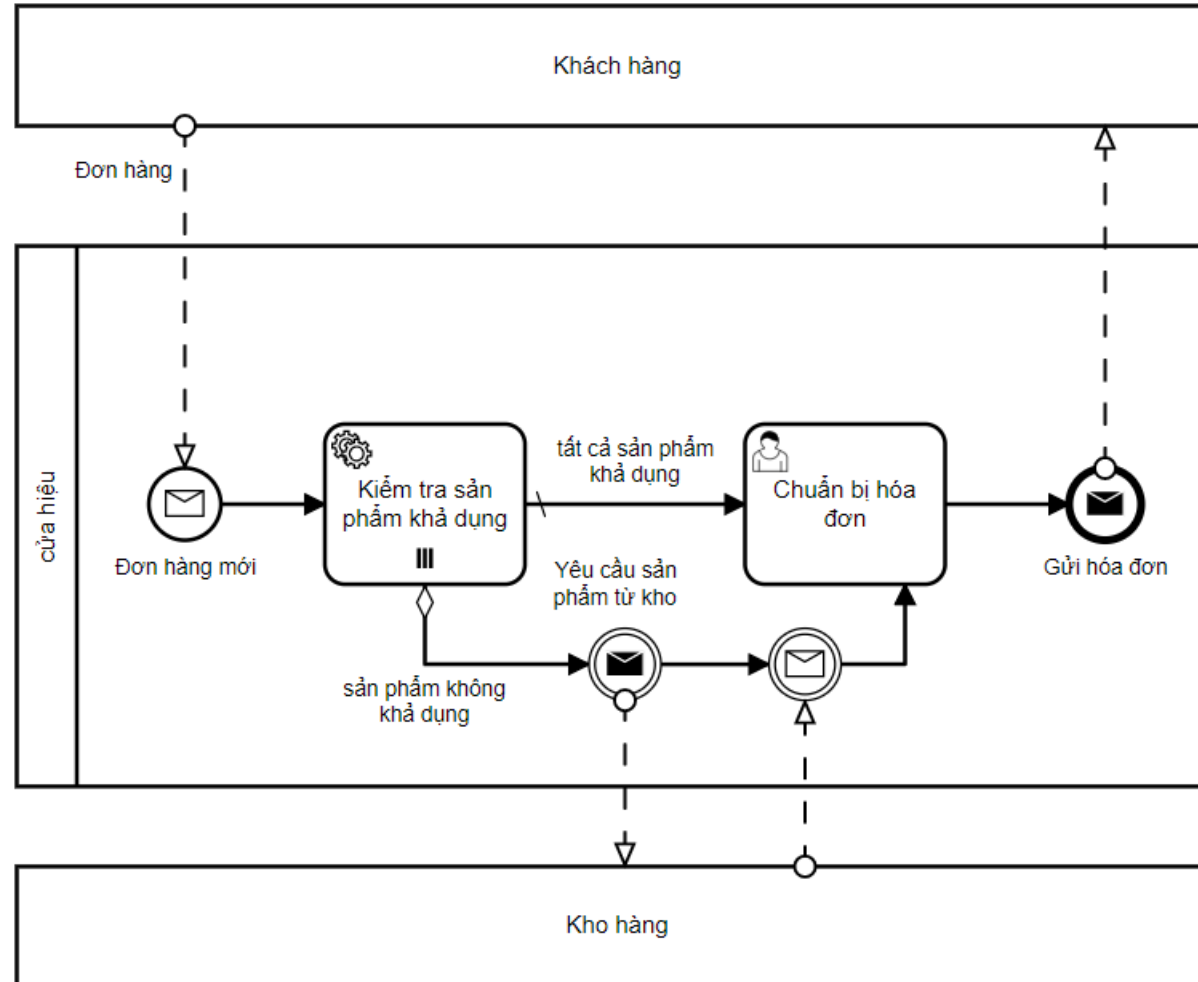 Khách hàng
Đơn hàng
cửa hiệu
Đơn hàng mới
Kiểm tra sản
phẩm khả dụng
tất cả sản phẩm
khả dụng
Chuẩn bị hóa
đơn
Gửi hóa đơn
Yêu cầu sản
phẩm từ kho
sản phẩm không
khả dụng
Kho hàng